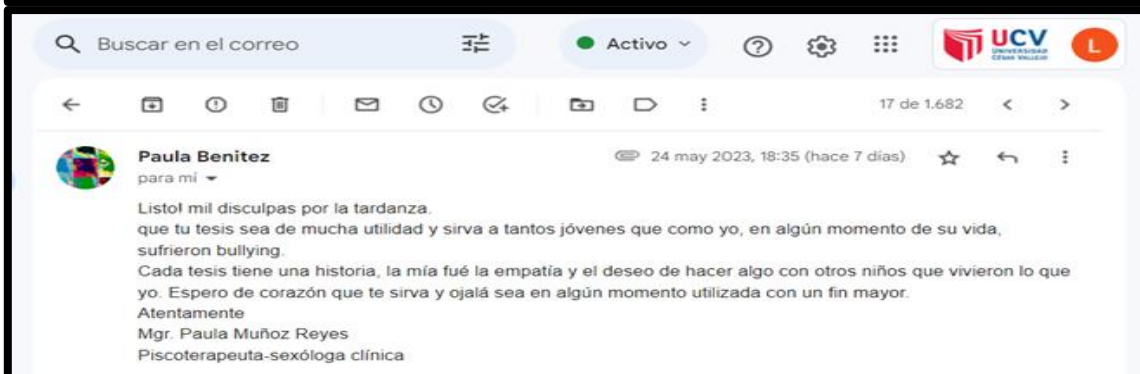 Buscar en el correo
Activo
UCV
UNIVERSIDAD
CÉSAR VALLEJO
L
17 de 1.682
Paula Benitez
24 may 2023, 18:35 (hace 7 días)
para mí
Listo! mil disculpas por la tardanza.
que tu tesis sea de mucha utilidad y sirva a tantos jóvenes que como yo, en algún momento de su vida,
sufrieron bullying.
Cada tesis tiene una historia, la mía fué la empatía y el deseo de hacer algo con otros niños que vivieron lo que
yo. Espero de corazón que te sirva y ojalá sea en algún momento utilizada con un fin mayor.
Atentamente
Mgr. Paula Muñoz Reyes
Piscoterapeuta-sexóloga clínica